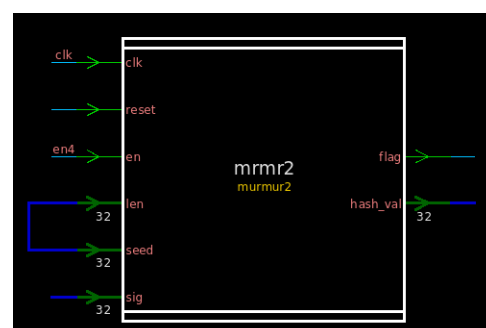 clk
clk
reset
en4
en
mrmr2
murmur2
flag
len
32
hash_val
32
seed
32
sig
32